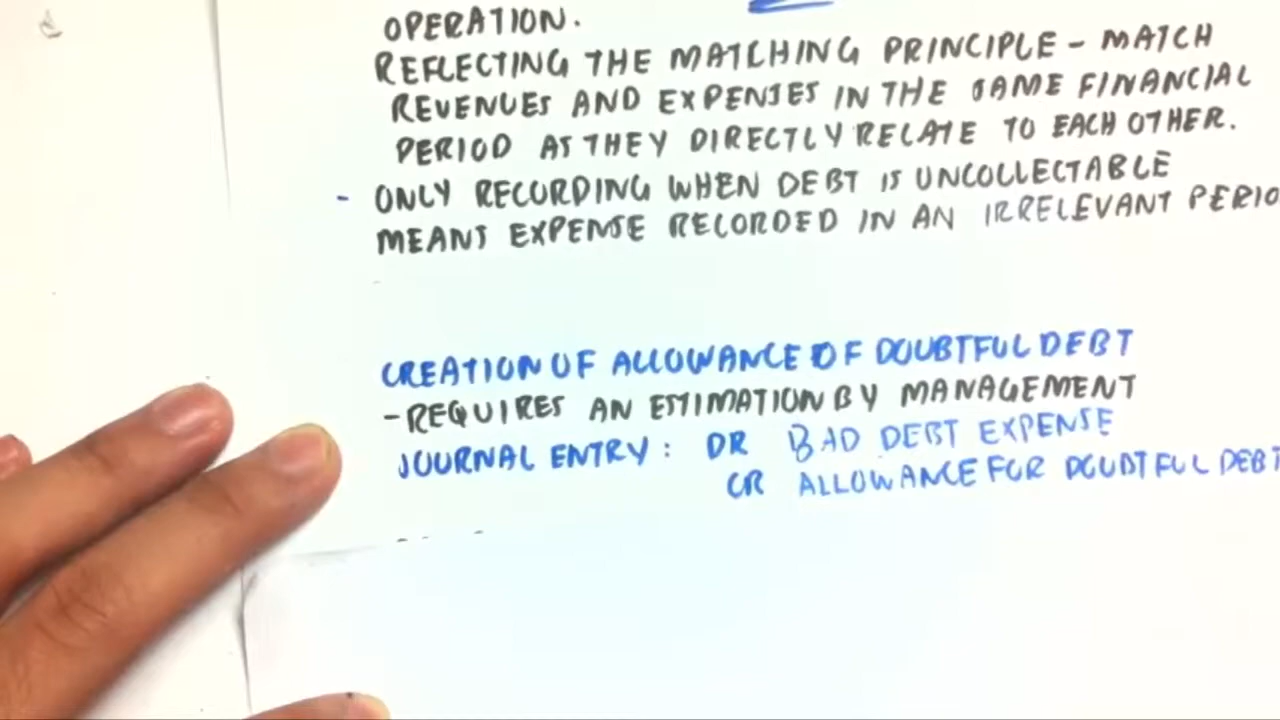 OPERATION.
REFLECTING THE MATCHING PRINCIPLE - MATCH
REVENUES AND EXPENSES IN THE SAME FINANCIAL
PERIOD AS THEY DIRECTLY RELATE TO EACH OTHER.
- ONLY RECORDING WHEN DEBT IS UNCOLLECTABLE
MEANS EXPENSE RECORDED IN AN IRRELEVANT PERIO
CREATION OF ALLOWANCE OF DOUBTFUL DEBT
- REQUIRES AN ESTIMATION BY MANAGEMENT
JOURNAL ENTRY: DR BAD DEBT EXPENSE
CR ALLOWANCE FOR DOUBTFUL DEBT